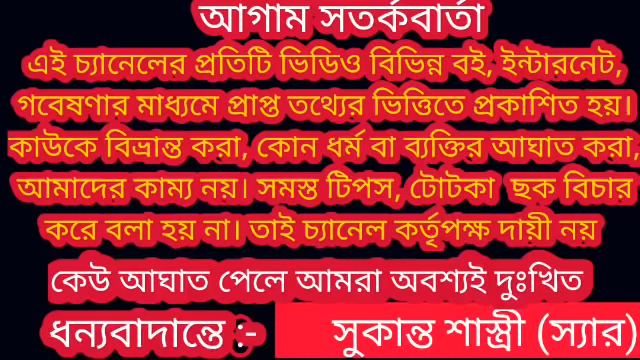 আগাম সতর্কবার্তা
এই চ্যানেলের প্রতিটি ভিডিও বিভিন্ন বই, ইন্টারনেট,
গবেষণার মাধ্যমে প্রাপ্ত তথ্যের ভিত্তিতে প্রকাশিত হয়।
কাউকে বিভ্রান্ত করা, কোন ধর্ম বা ব্যক্তির আঘাত করা,
আমাদের কাম্য নয়। সমস্ত টিপস, টোটকা ছক বিচার
করে বলা হয় না। তাই চ্যানেল কর্তৃপক্ষ দায়ী নয়
কেউ আঘাত পেলে আমরা অবশ্যই দুঃখিত
ধন্যবাদান্তে :- সুকান্ত শাস্ত্রী (স্যার)